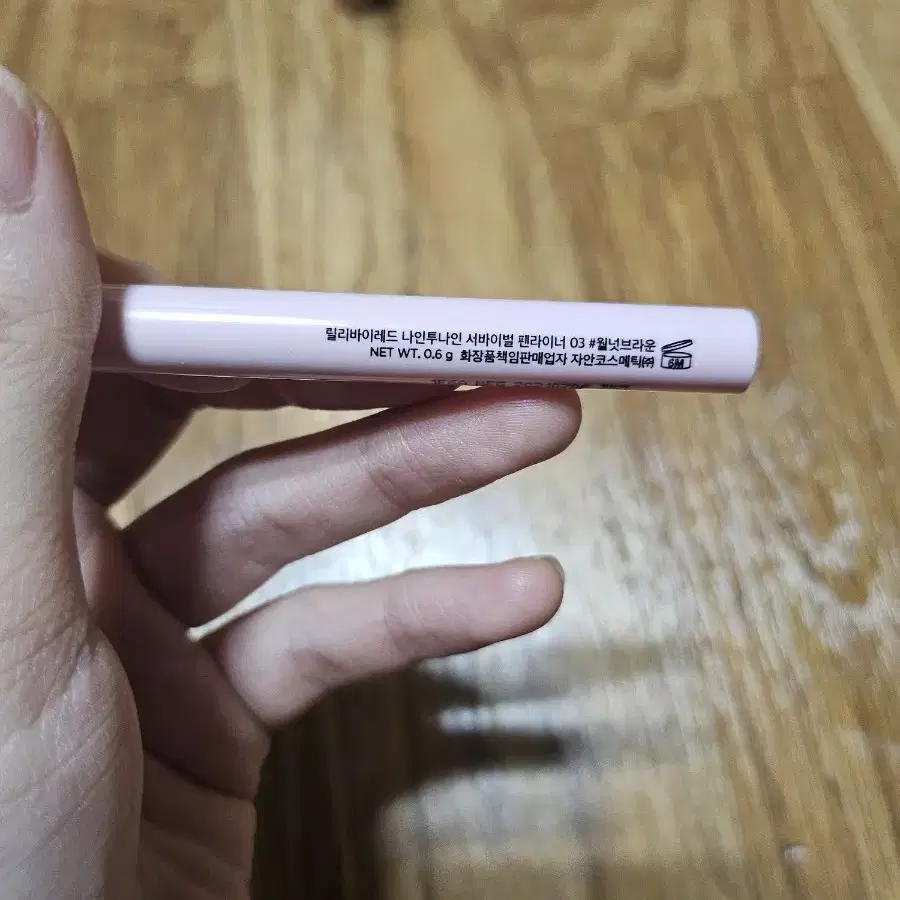 릴리바이레드 나인투나인 서바이벌 펜라이너 03 #월넛브라운
NET WT. 0.6 g 화장품책임판매업자 자안코스메틱㈜
6M